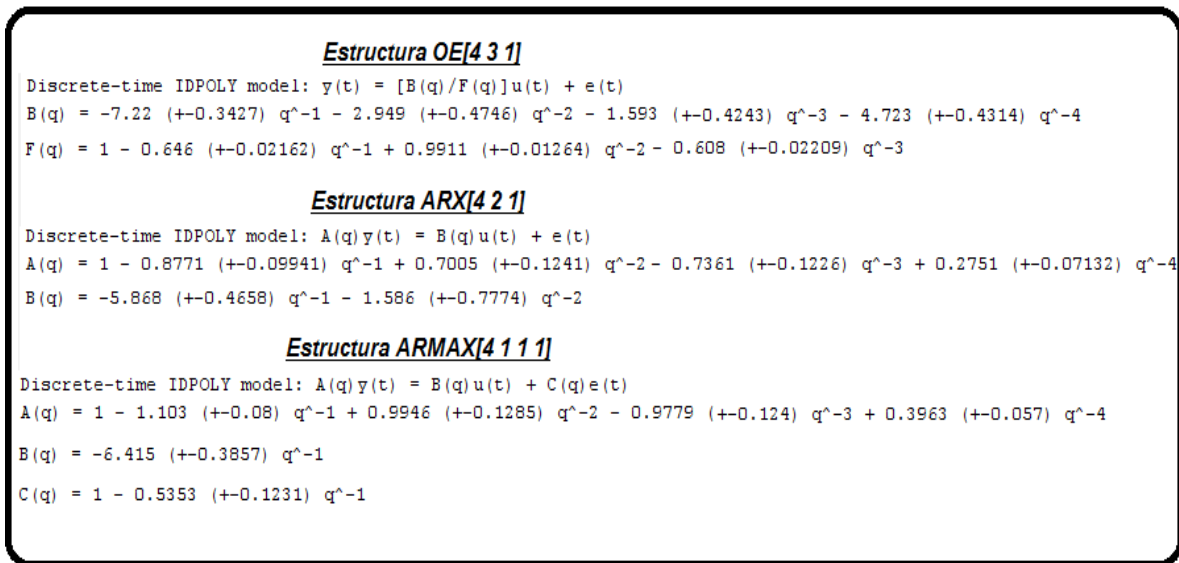 Estructura OE[4 3 1]
Discrete-time IDPOLY model: y(t) = [B(q)/F(q)]u(t) + e(t)
B(q) = -7.22 (+-0.3427) q^-1 - 2.949 (+-0.4746) q^-2 - 1.593 (+-0.4243) q^-3 - 4.723 (+-0.4314) q^-4
F(q) = 1 - 0.646 (+-0.02162) q^-1 + 0.9911 (+-0.01264) q^-2 - 0.608 (+-0.02209) q^-3
Estructura ARX[4 2 1]
Discrete-time IDPOLY model: A(q)y(t) = B(q)u(t) + e(t)
A(q) = 1 - 0.8771 (+-0.09941) q^-1 + 0.7005 (+-0.1241) q^-2 - 0.7361 (+-0.1226) q^-3 + 0.2751 (+-0.07132) q^-4
B(q) = -5.868 (+-0.4658) q^-1 - 1.586 (+-0.7774) q^-2
Estructura ARMAX[4 1 1 1]
Discrete-time IDPOLY model: A(q)y(t) = B(q)u(t) + C(q)e(t)
A(q) = 1 - 1.103 (+-0.08) q^-1 + 0.9946 (+-0.1285) q^-2 - 0.9779 (+-0.124) q^-3 + 0.3963 (+-0.057) q^-4
B(q) = -6.415 (+-0.3857) q^-1
C(q) = 1 - 0.5353 (+-0.1231) q^-1